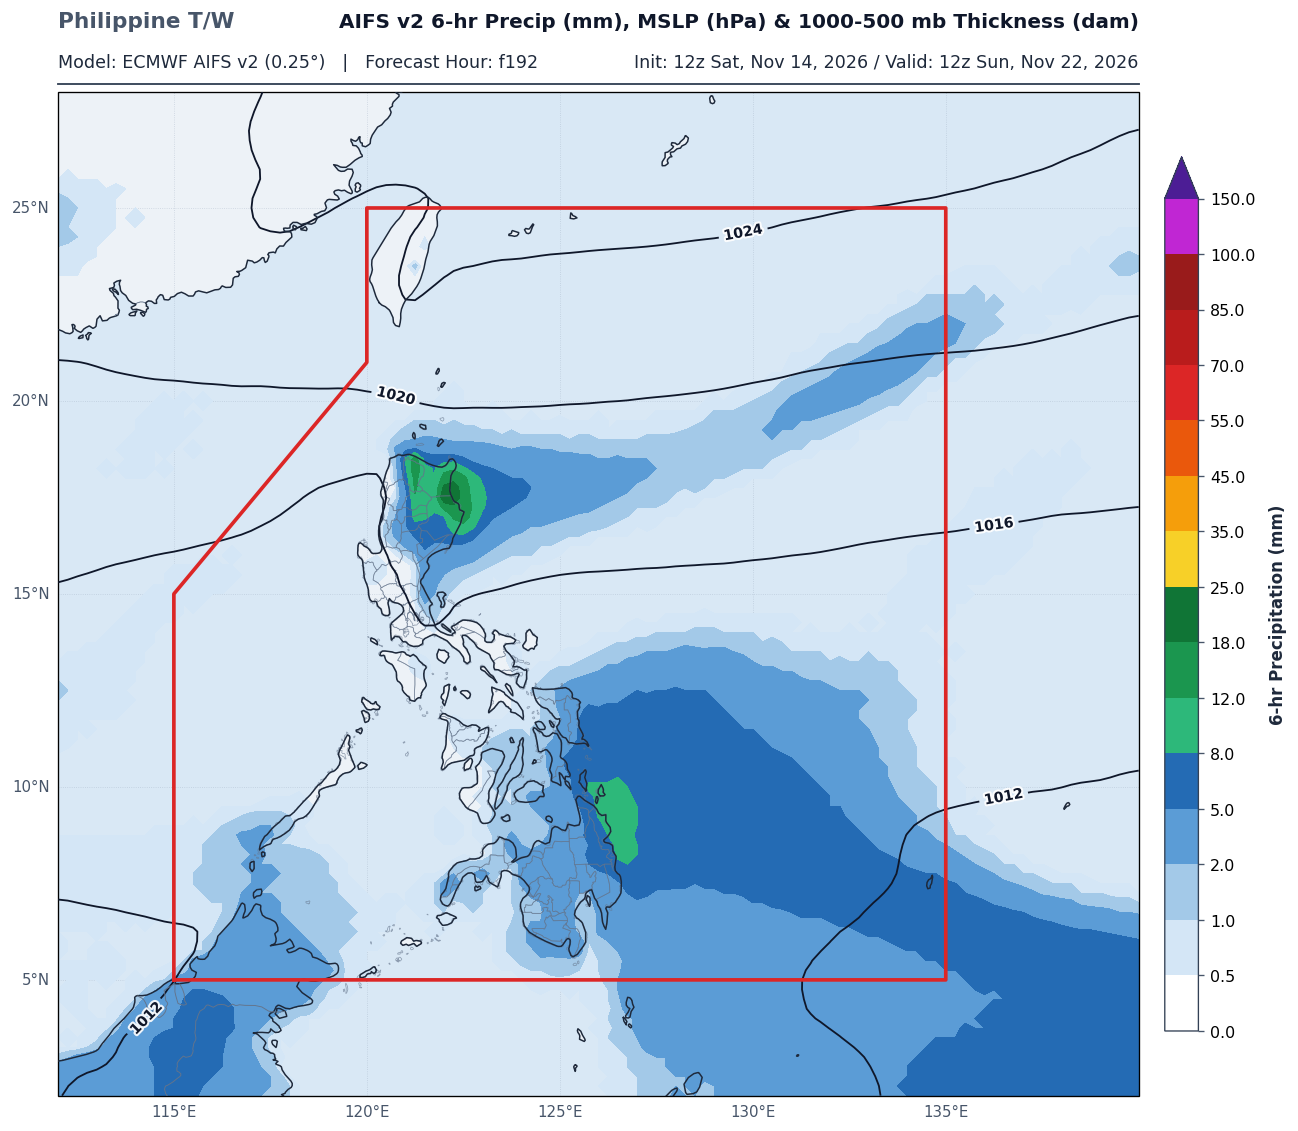 Philippine T/W
AIFS v2 6-hr Precip (mm), MSLP (hPa) & 1000-500 mb Thickness (dam)
Model: ECMWF AIFS v2 (0.25°) | Forecast Hour: f192
Init: 12z Sat, Nov 14, 2026 / Valid: 12z Sun, Nov 22, 2026
25°N
20°N
15°N
10°N
5°N
115°E
120°E
125°E
130°E
135°E
1024
1020
1016
1012
1012
150.0
100.0
85.0
70.0
55.0
45.0
35.0
25.0
18.0
12.0
8.0
5.0
2.0
1.0
0.5
0.0
6-hr Precipitation (mm)